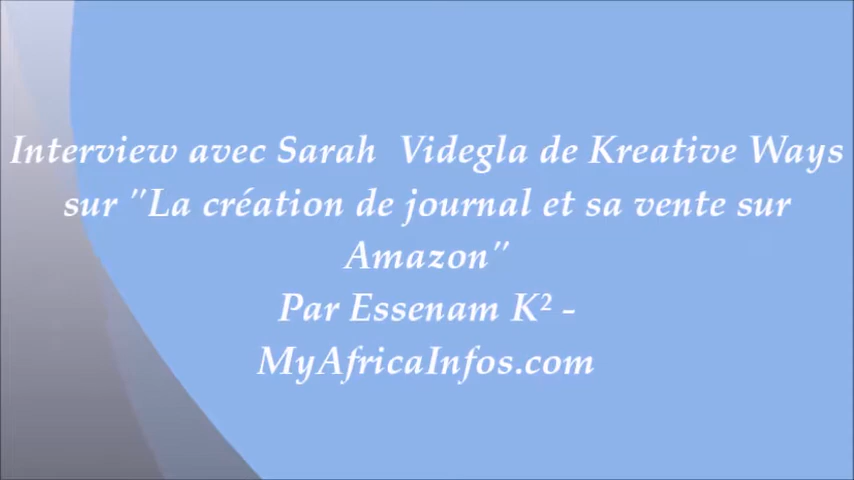 Interview avec Sarah Videgla de Kreative Ways
sur "La création de journal et sa vente sur
Amazon"
Par Essenam K² -
MyAfricaInfos.com